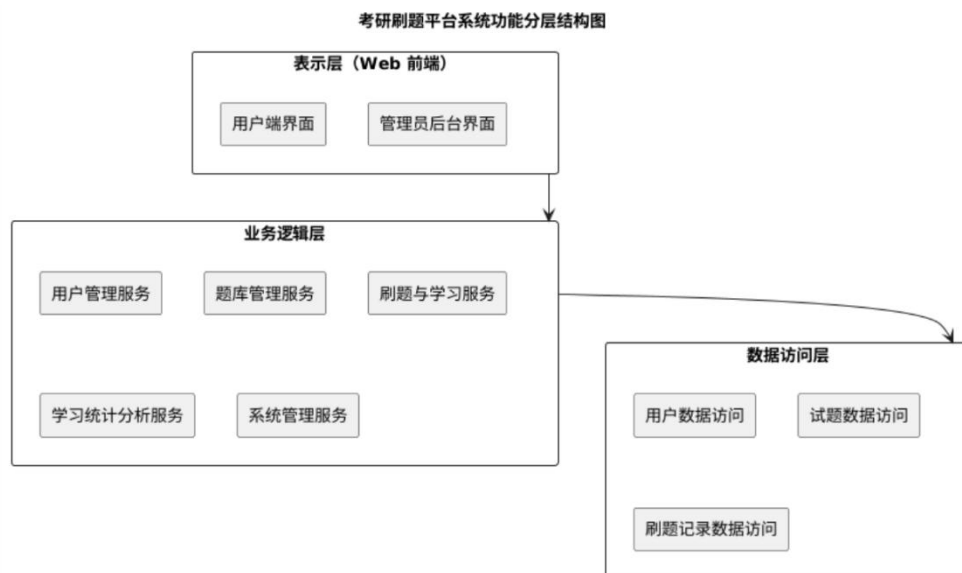 考研刷题平台系统功能分层结构图
表示层（Web 前端）
用户端界面
管理员后台界面
业务逻辑层
用户管理服务
题库管理服务
刷题与学习服务
学习统计分析服务
系统管理服务
数据访问层
用户数据访问
试题数据访问
刷题记录数据访问